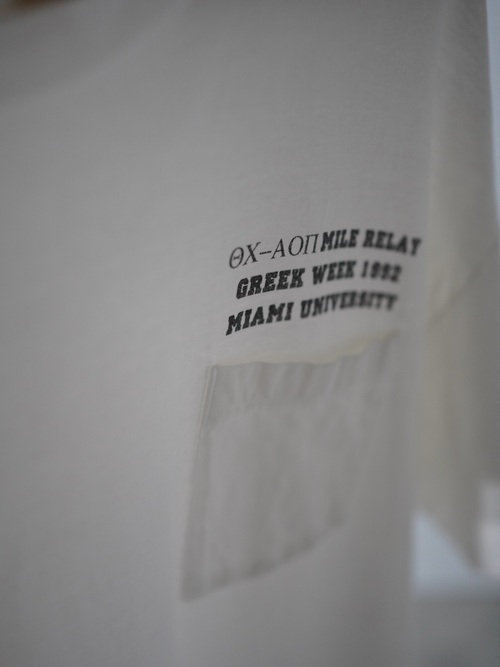 ΘΧ-ΑΟΠ MILE RELAY
GREEK WEEK 1992
MIAMI UNIVERSITY